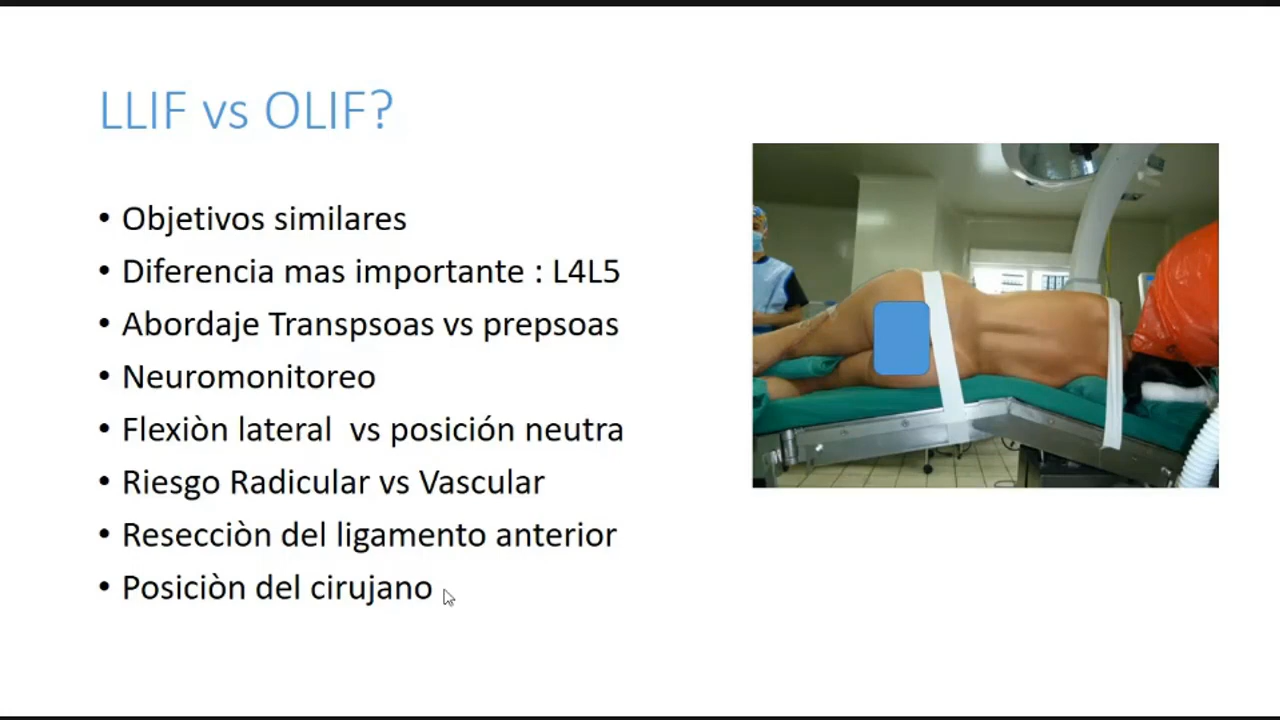 LLIF vs OLIF?
• Objetivos similares
• Diferencia mas importante : L4L5
• Abordaje Transpsoas vs prepsoas
• Neuromonitoreo
• Flexiòn lateral  vs posición neutra
• Riesgo Radicular vs Vascular
• Resecciòn del ligamento anterior
• Posiciòn del cirujano